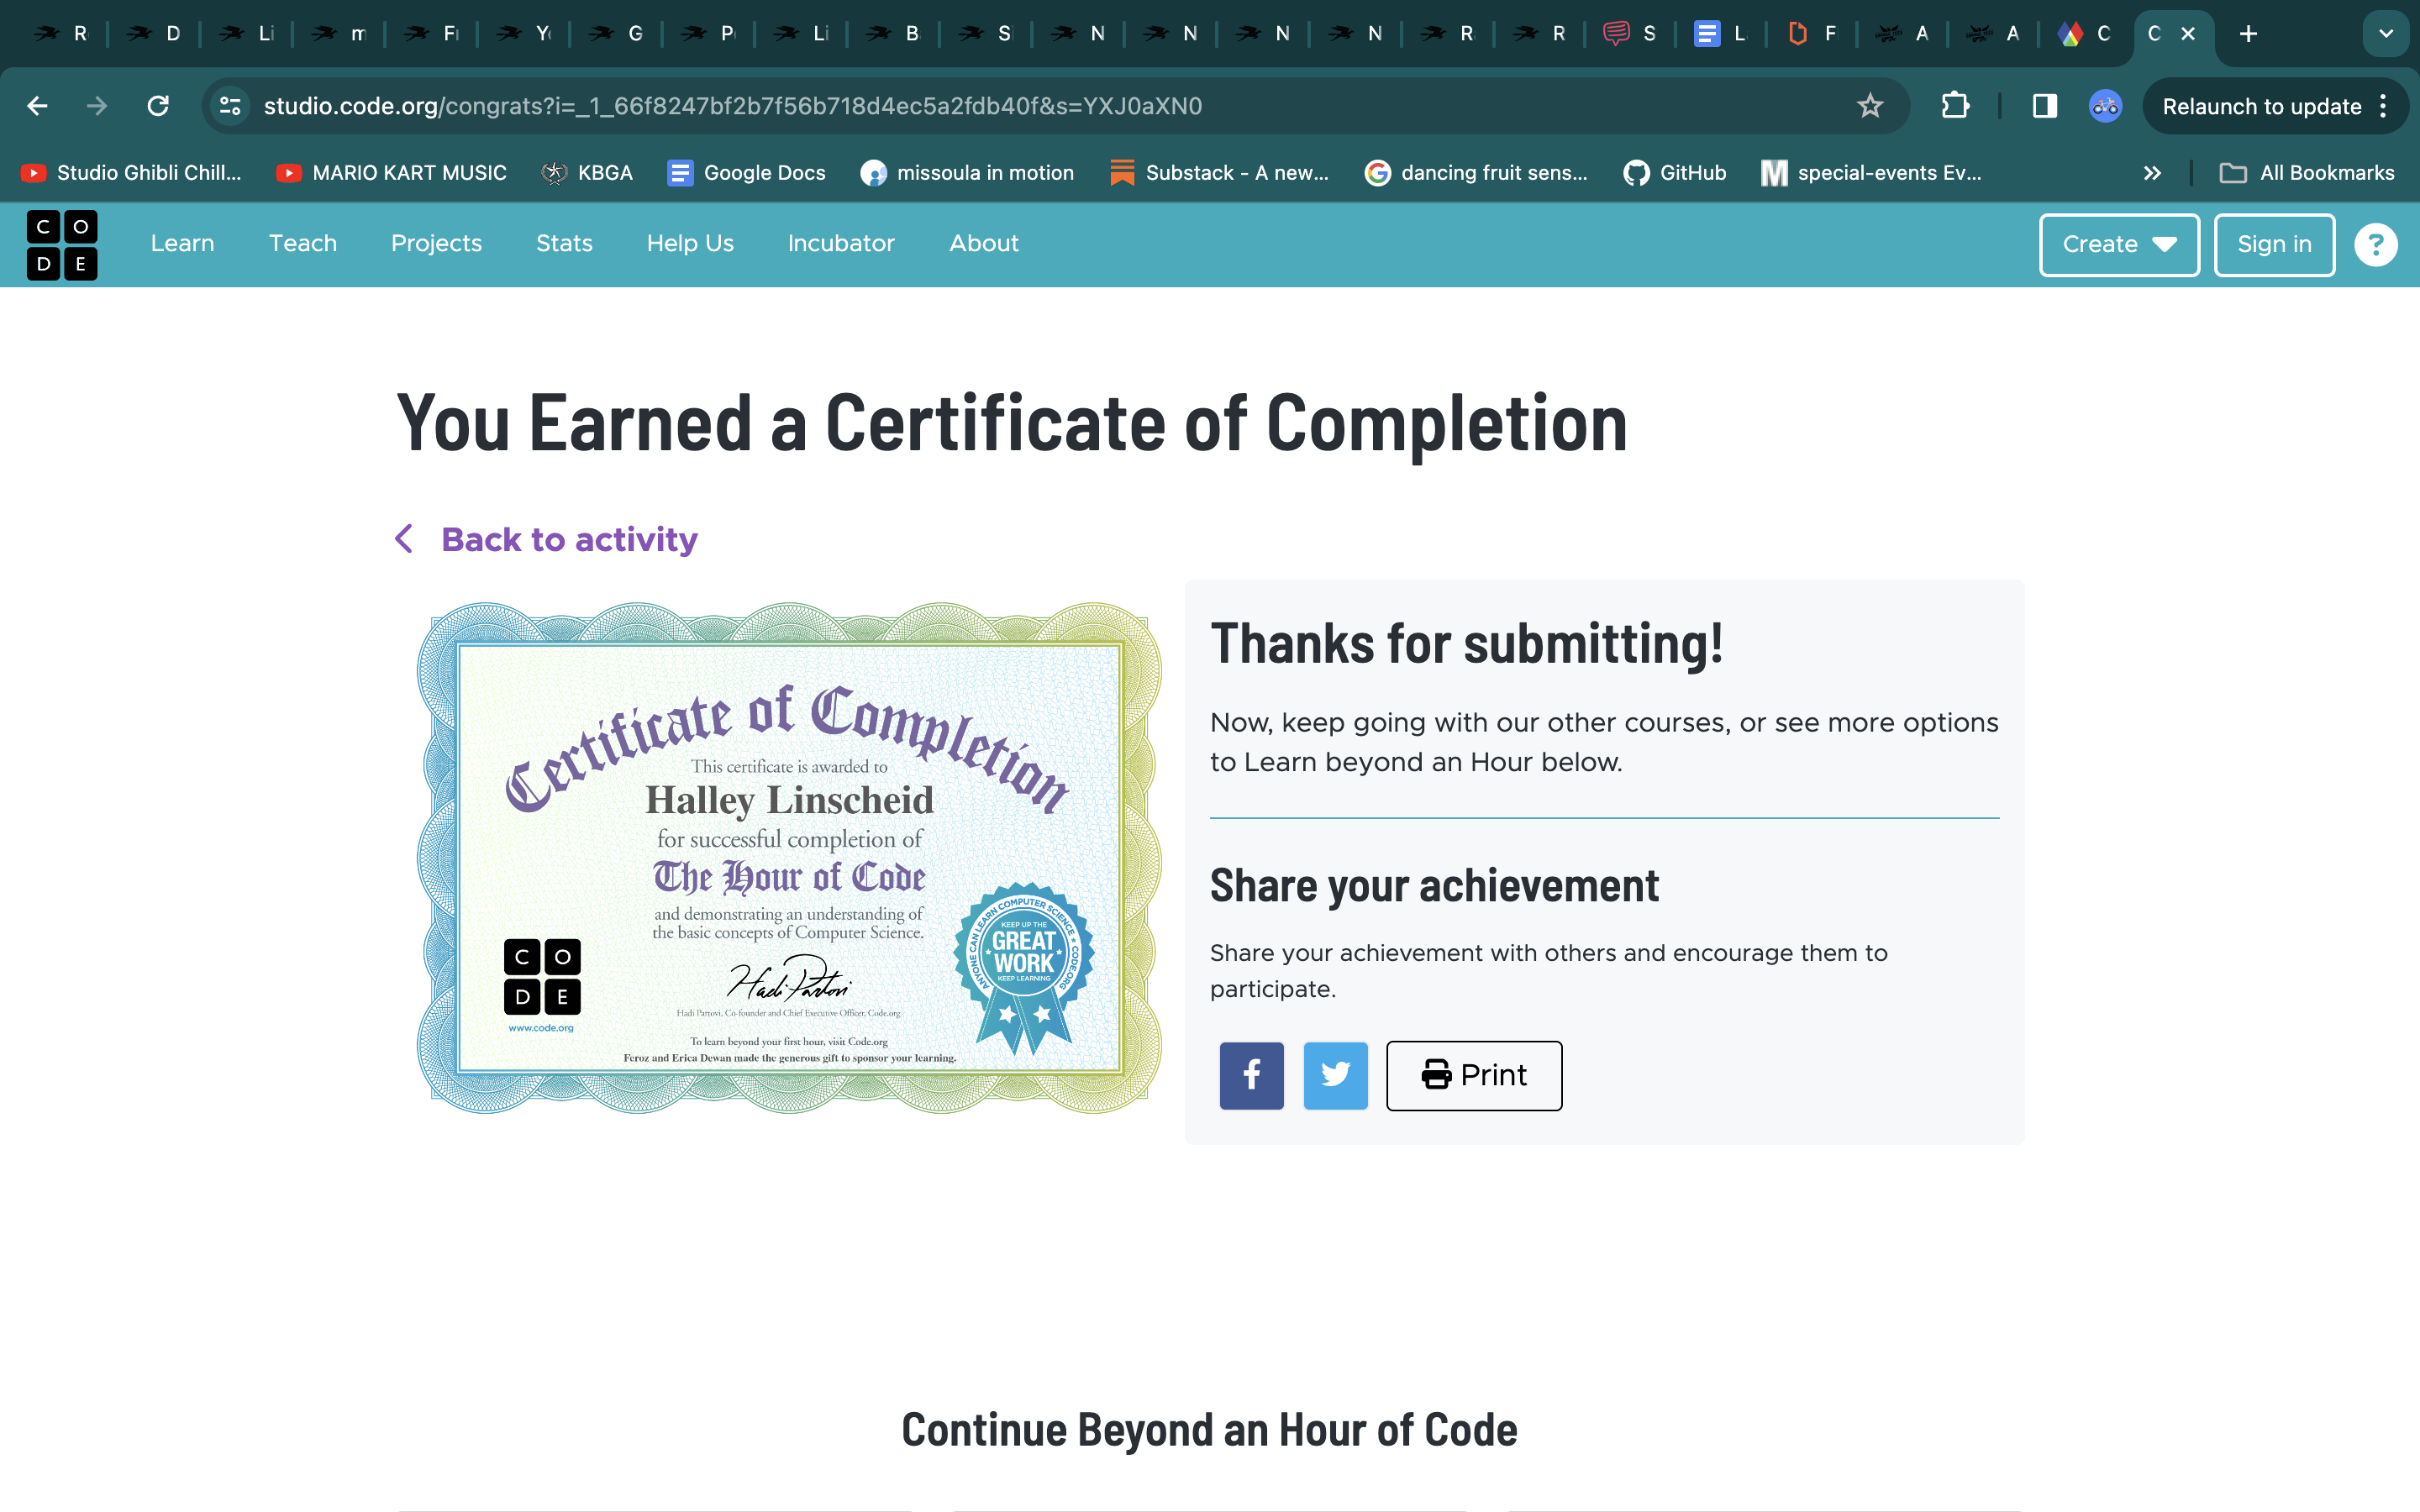 R D Li m Fi Yo G P Li B S N N N N R R S L F A A C C
studio.code.org/congrats?i=_1_66f8247bf2b7f56b718d4ec5a2fdb40f&s=YXJ0aXN0
Relaunch to update
Studio Ghibli Chill... MARIO KART MUSIC KBGA Google Docs missoula in motion Substack - A new... dancing fruit sens... GitHub special-events Ev... All Bookmarks
CODE Learn Teach Projects Stats Help Us Incubator About Create Sign in ?
You Earned a Certificate of Completion
Back to activity
Certificate of Completion
This certificate is awarded to
Halley Linscheid
for successful completion of
The Hour of Code
and demonstrating an understanding of
the basic concepts of Computer Science.
CODE
www.code.org
Hadi Partovi
Hadi Partovi, Co-founder and Chief Executive Officer, Code.org
To learn beyond your first hour, visit Code.org
Feroz and Erica Dewan made the generous gift to sponsor your learning.
ANYONE CAN LEARN COMPUTER SCIENCE • CODE.ORG
KEEP UP THE
GREAT
WORK
KEEP LEARNING
Thanks for submitting!
Now, keep going with our other courses, or see more options
to Learn beyond an Hour below.
Share your achievement
Share your achievement with others and encourage them to
participate.
Print
Continue Beyond an Hour of Code